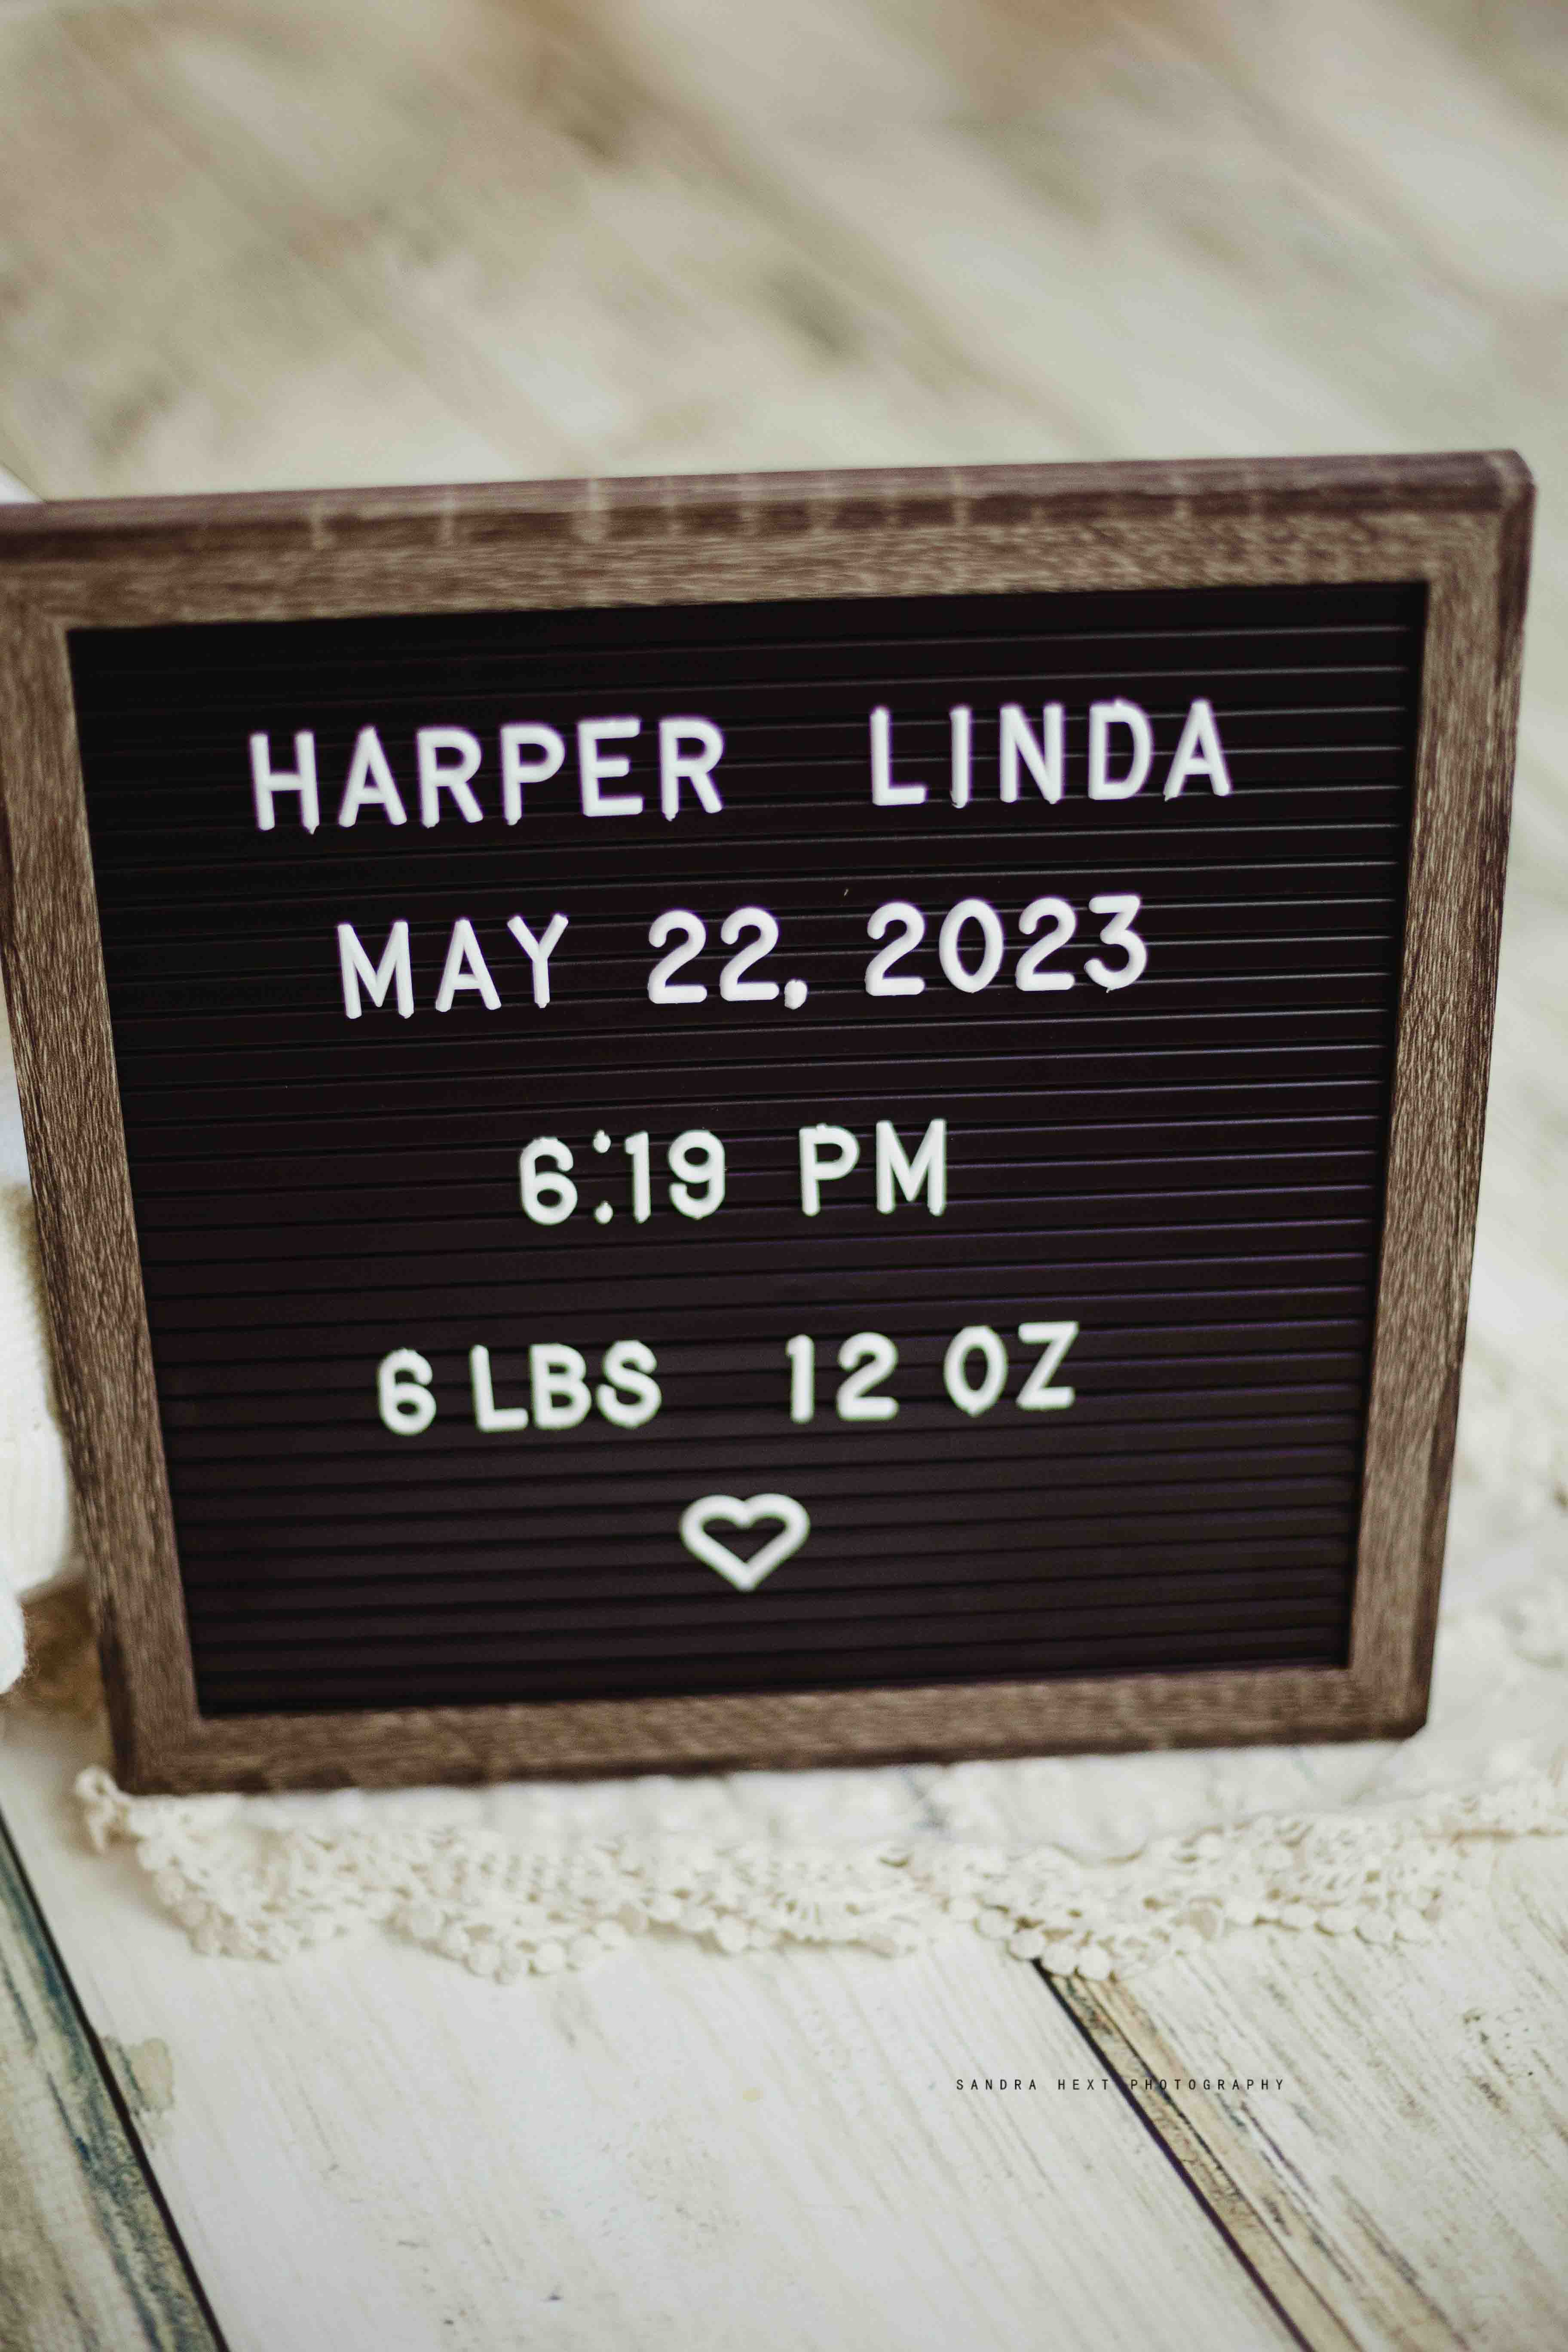 HARPER LINDA
MAY 22, 2023
6:19 PM
6 LBS 12 OZ
SANDRA HEXT PHOTOGRAPHY